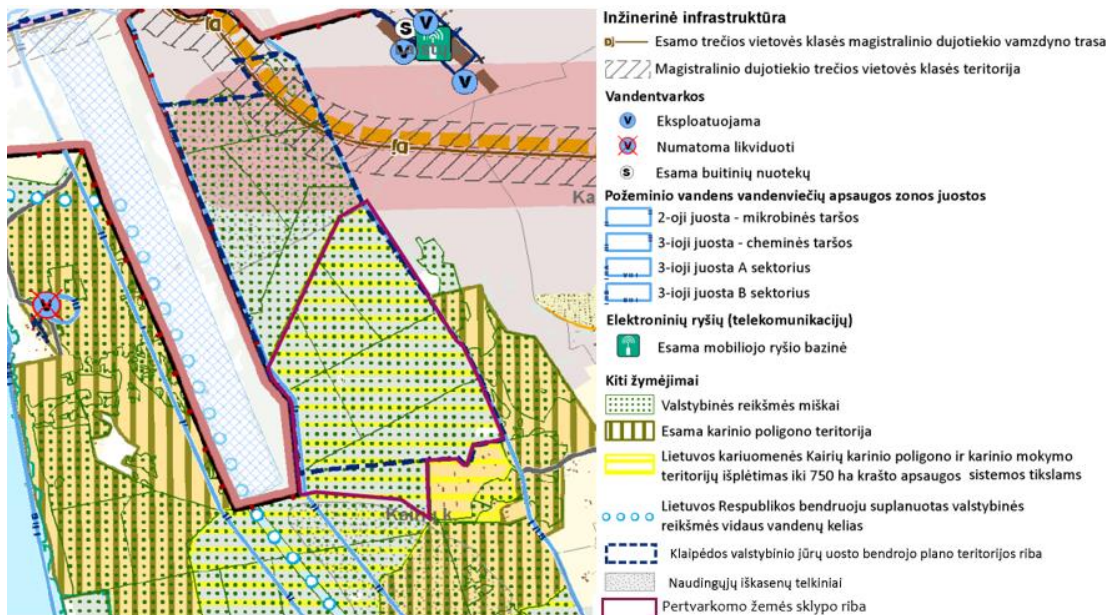 Dj
S
V
V
V
Dj
Ka
V
Kair
k
Inžinerinė infrastruktūra
Dj
Esamo trečios vietovės klasės magistralinio dujotiekio vamzdyno trasa
Magistralinio dujotiekio trečios vietovės klasės teritorija
Vandentvarkos
V
Eksploatuojama
V
Numatoma likviduoti
S
Esama buitinių nuotekų
Požeminio vandens vandenviečių apsaugos zonos juostos
2-oji juosta - mikrobinės taršos
3-ioji juosta - cheminės taršos
3-ioji juosta A sektorius
3-ioji juosta B sektorius
Elektroninių ryšių (telekomunikacijų)
Esama mobiliojo ryšio bazinė
Kiti žymėjimai
Valstybinės reikšmės miškai
Esama karinio poligono teritorija
Lietuvos kariuomenės Kairių karinio poligono ir karinio mokymo
teritorijų išplėtimas iki 750 ha krašto apsaugos sistemos tikslams
Lietuvos Respublikos bendruoju suplanuotas valstybinės
reikšmės vidaus vandenų kelias
Klaipėdos valstybinio jūrų uosto bendrojo plano teritorijos riba
Naudingųjų iškasenų telkiniai
Pertvarkomo žemės sklypo riba